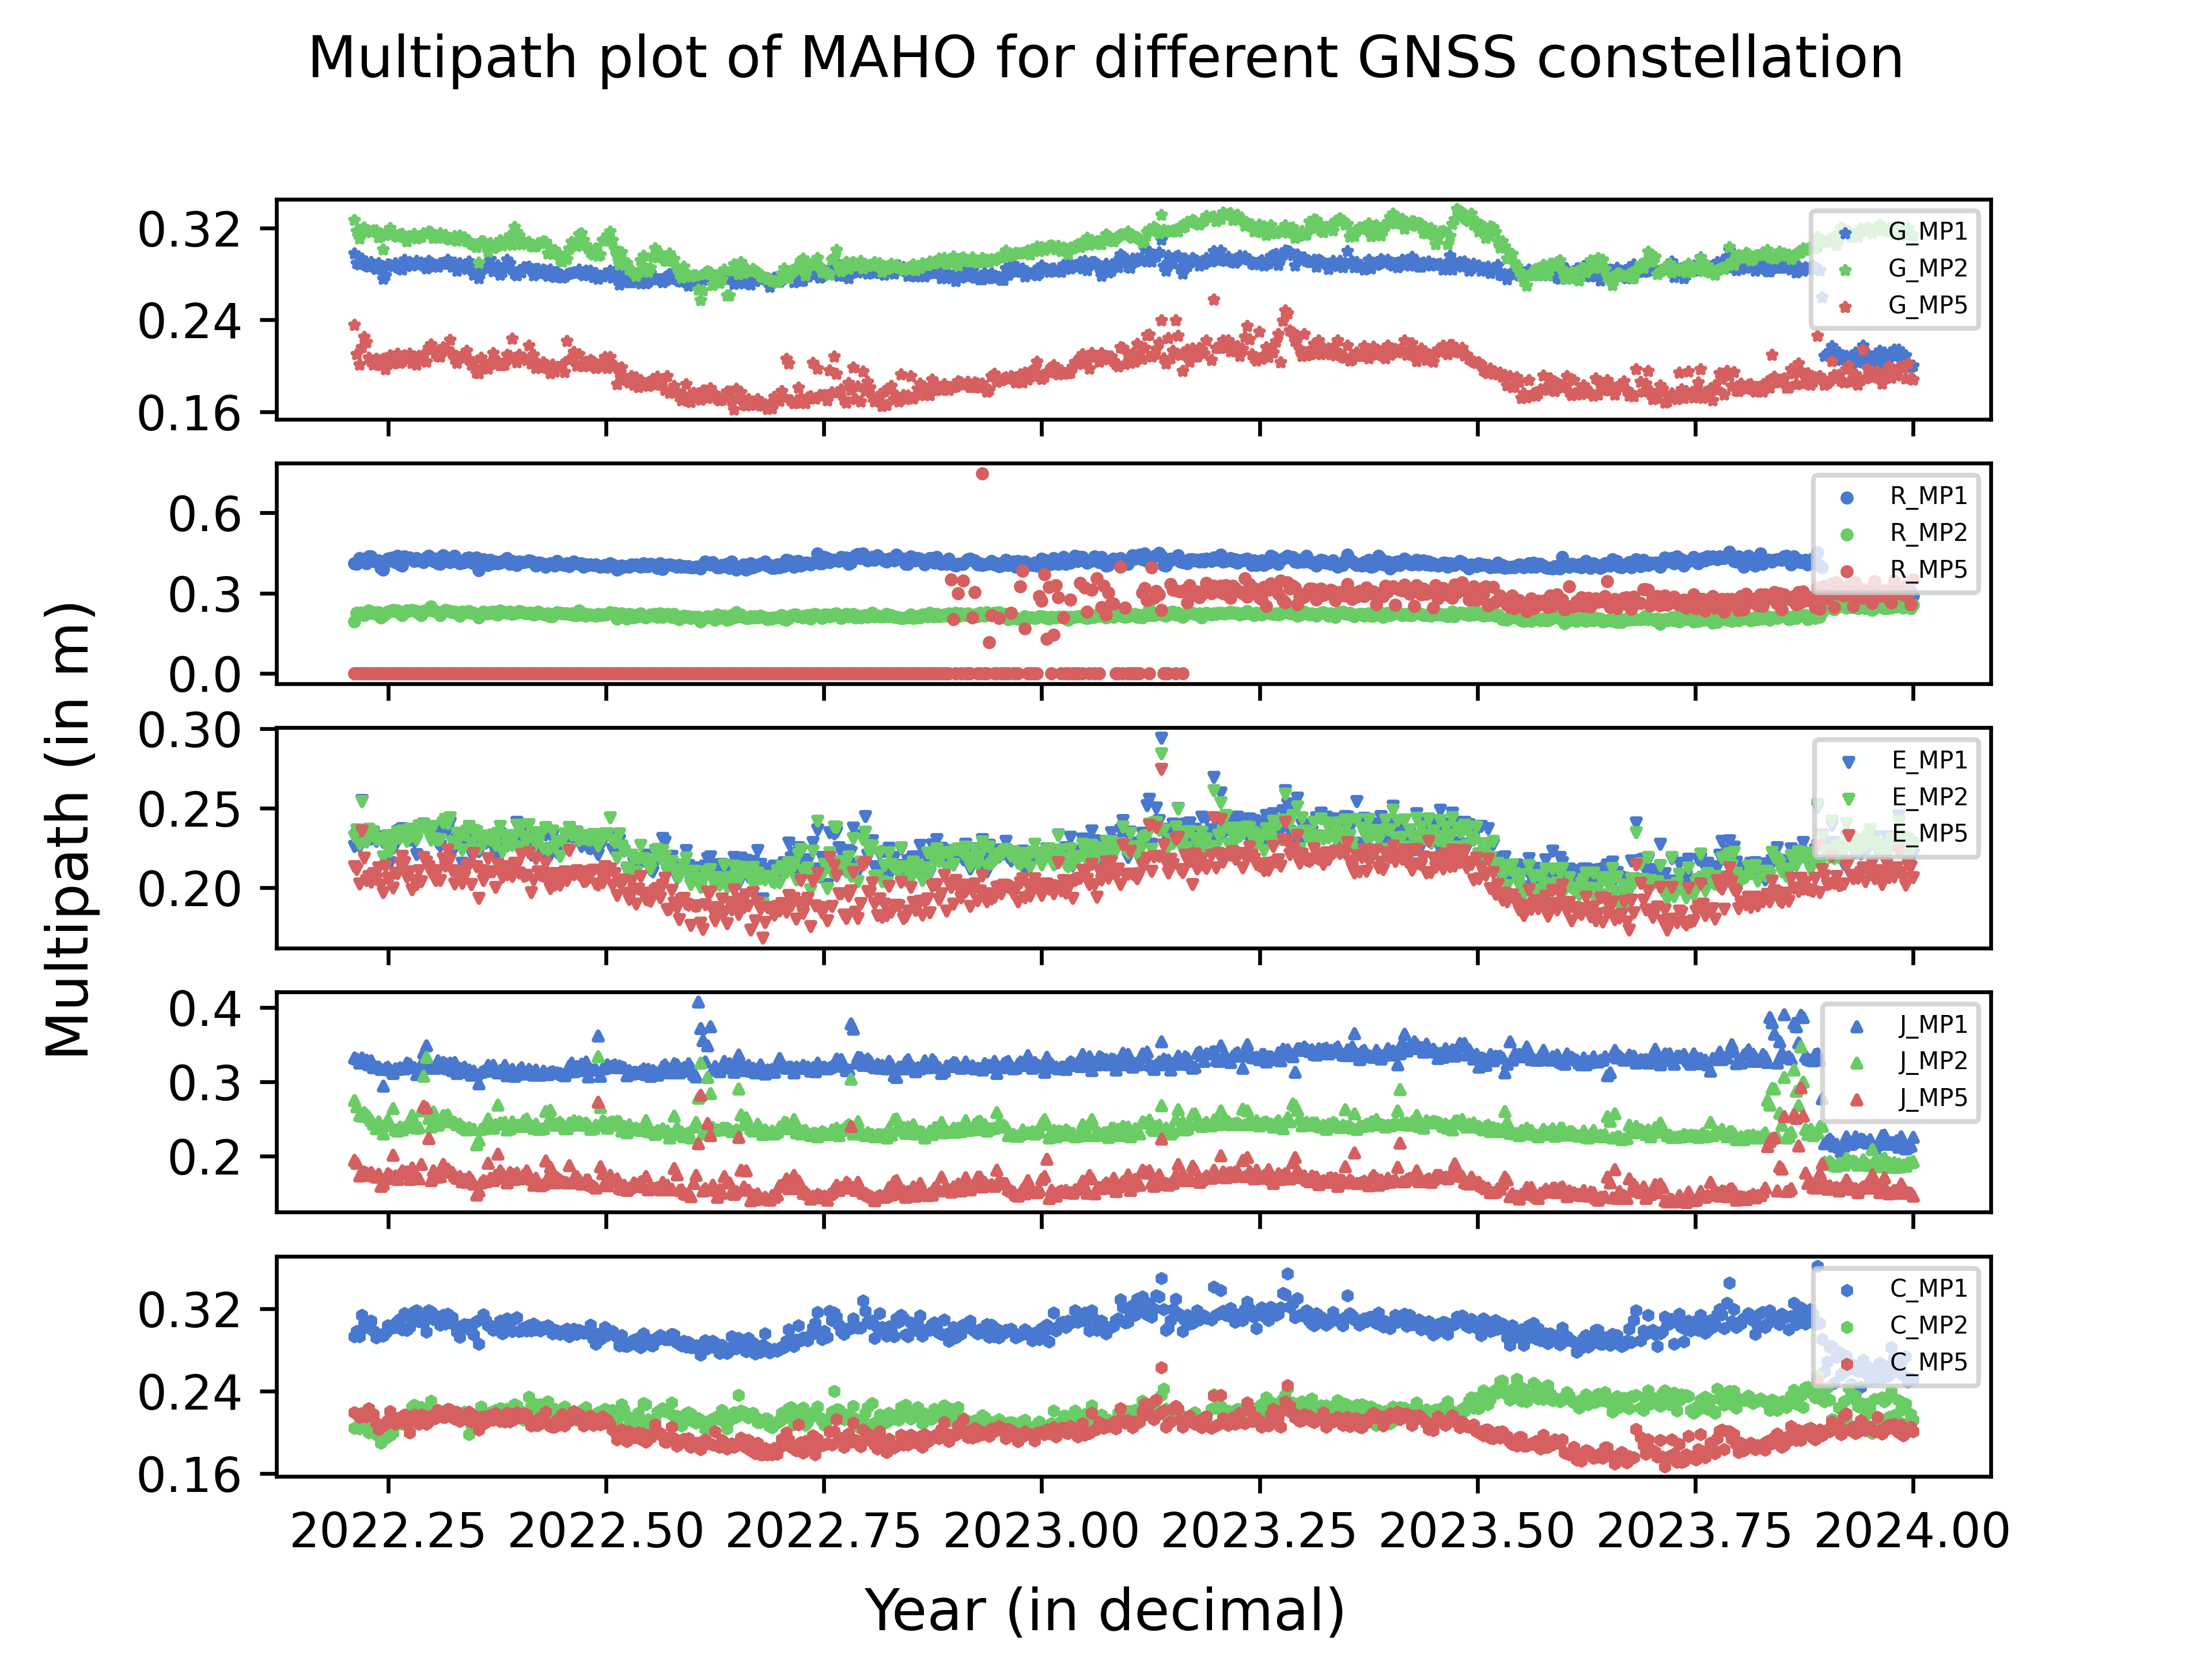 Multipath plot of MAHO for different GNSS constellation
Multipath (in m)
0.32
0.24
0.16
G_MP1
G_MP2
G_MP5
0.6
0.3
0.0
R_MP1
R_MP2
R_MP5
0.30
0.25
0.20
E_MP1
E_MP2
E_MP5
0.4
0.3
0.2
J_MP1
J_MP2
J_MP5
0.32
0.24
0.16
C_MP1
C_MP2
C_MP5
2022.25 2022.50 2022.75 2023.00 2023.25 2023.50 2023.75 2024.00
Year (in decimal)